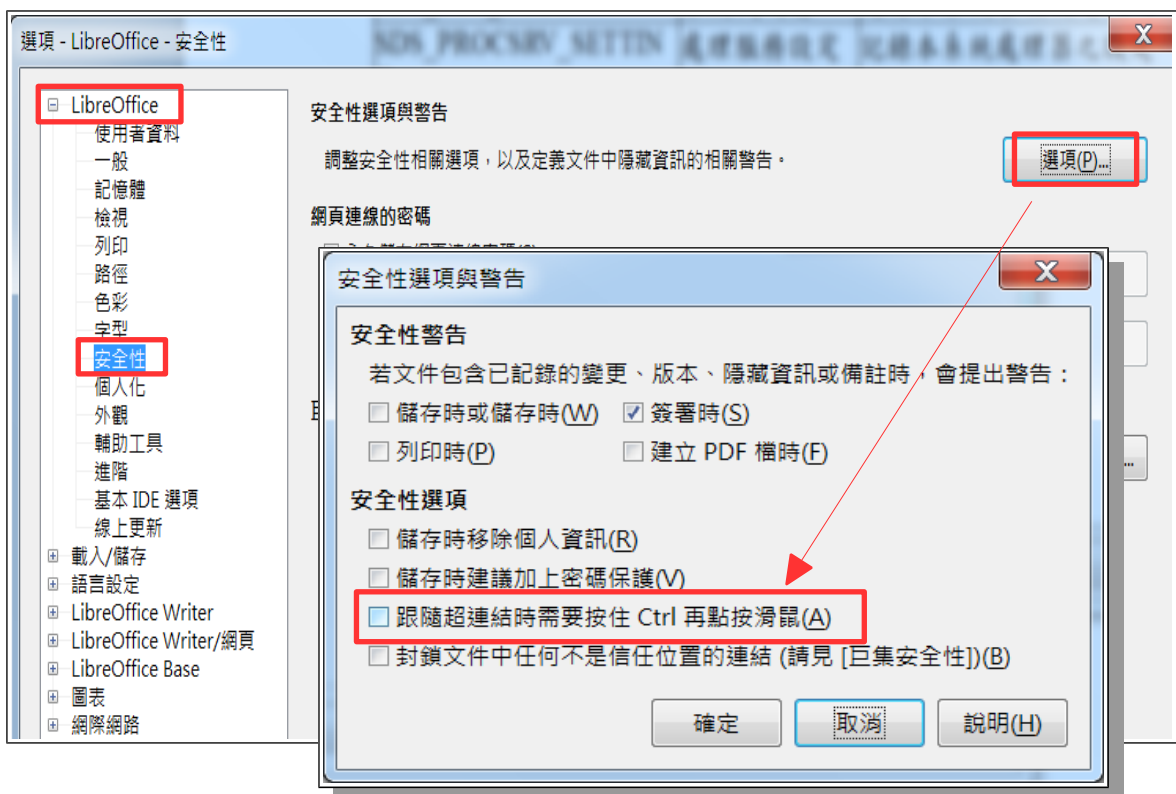 選項 - LibreOffice - 安全性
SDS_PROCSRV_SETTIN 處理服務設定
LibreOffice
使用者資料
一般
記憶體
檢視
列印
路徑
色彩
字型
安全性
個人化
外觀
輔助工具
進階
基本 IDE 選項
線上更新
載入/儲存
語言設定
LibreOffice Writer
LibreOffice Writer/網頁
LibreOffice Base
圖表
網際網路
安全性選項與警告
調整安全性相關選項，以及定義文件中隱藏資訊的相關警告。
選項(P)...
網頁連線的密碼
安全性選項與警告
安全性警告
若文件包含已記錄的變更、版本、隱藏資訊或備註時，會提出警告：
儲存時或儲存時(W) 簽署時(S)
列印時(P) 建立 PDF 檔時(F)
安全性選項
儲存時移除個人資訊(R)
儲存時建議加上密碼保護(V)
跟隨超連結時需要按住 Ctrl 再點按滑鼠(A)
封鎖文件中任何不是信任位置的連結 (請見 [巨集安全性])(B)
確定 取消 說明(H)
...